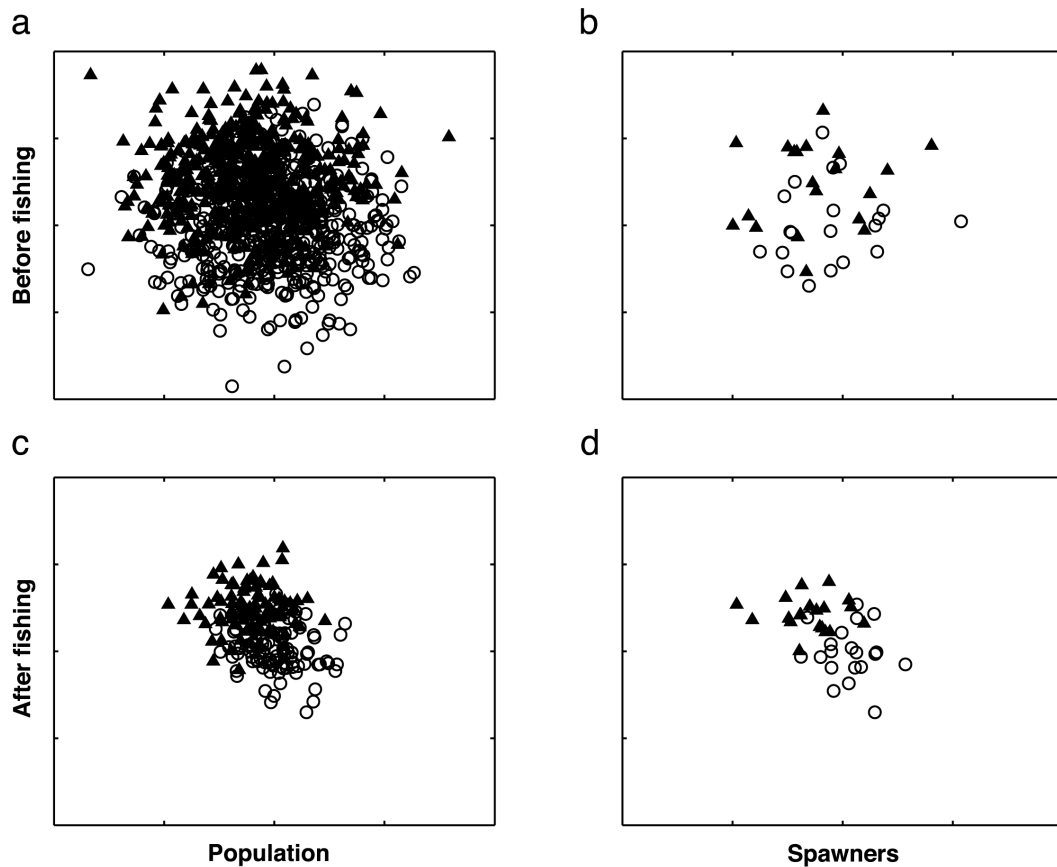 a
b
Before fishing
c
d
After fishing
Population
Spawners